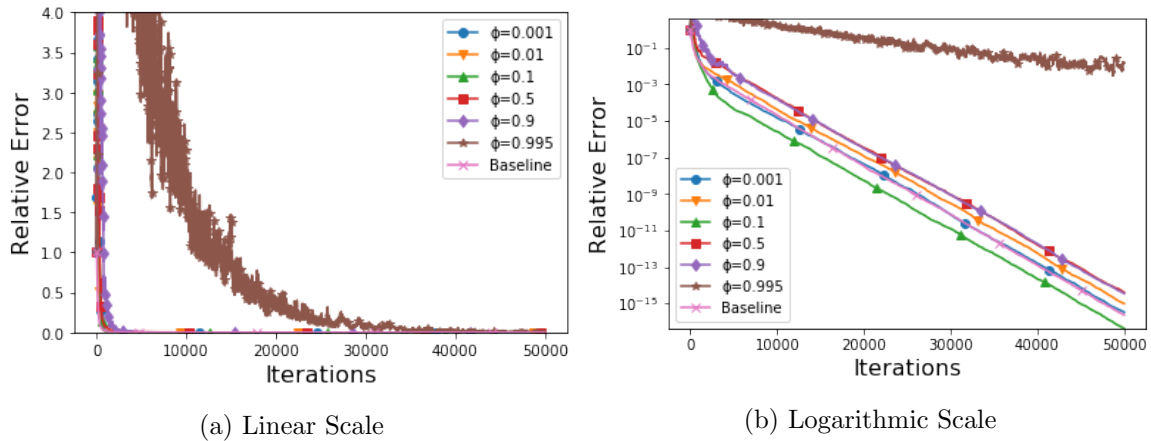 4.0
3.5
3.0
2.5
2.0
1.5
1.0
0.5
0.0
Relative Error
ϕ=0.001
ϕ=0.01
ϕ=0.1
ϕ=0.5
ϕ=0.9
ϕ=0.995
Baseline
0 10000 20000 30000 40000 50000
Iterations
(a) Linear Scale
10⁻¹
10⁻³
10⁻⁵
10⁻⁷
10⁻⁹
10⁻¹¹
10⁻¹³
10⁻¹⁵
Relative Error
ϕ=0.001
ϕ=0.01
ϕ=0.1
ϕ=0.5
ϕ=0.9
ϕ=0.995
Baseline
0 10000 20000 30000 40000 50000
Iterations
(b) Logarithmic Scale